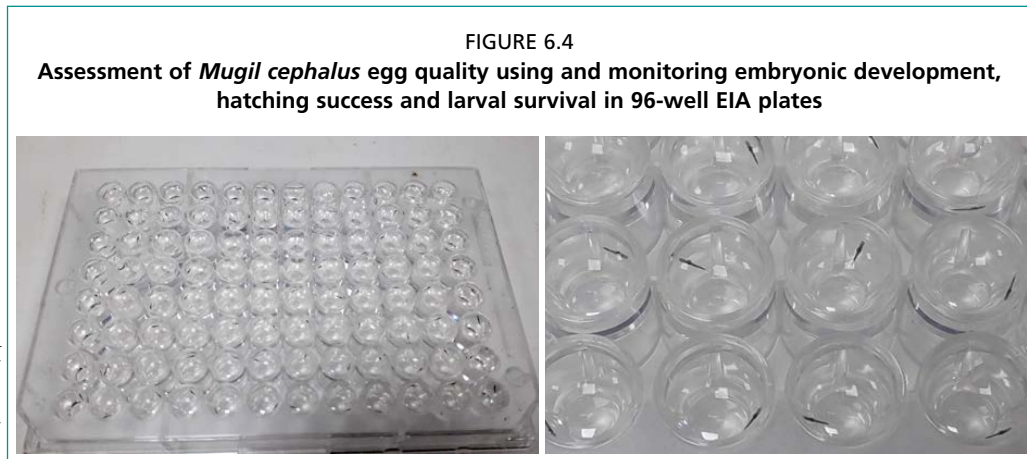 FIGURE 6.4
Assessment of Mugil cephalus egg quality using and monitoring embryonic development,
hatching success and larval survival in 96-well EIA plates